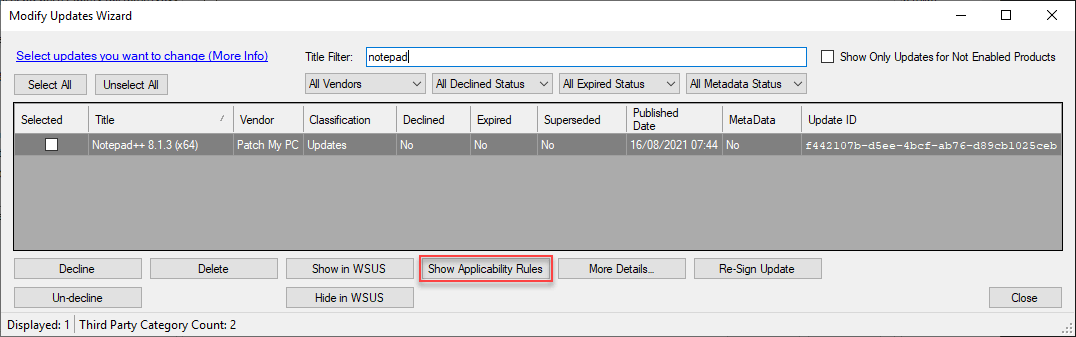 Modify Updates Wizard
Select updates you want to change (More Info)
Title Filter: notepad
Show Only Updates for Not Enabled Products
Select All Unselect All All Vendors All Declined Status All Expired Status All Metadata Status
Selected Title Vendor Classification Declined Expired Superseded Published Date MetaData Update ID
Notepad++ 8.1.3 (x64) Patch My PC Updates No No No 16/08/2021 07:44 No f442107b-d5ee-4bcf-ab76-d89cb1025ceb
Decline Delete Show in WSUS Show Applicability Rules More Details... Re-Sign Update
Un-decline Hide in WSUS Close
Displayed: 1 Third Party Category Count: 2